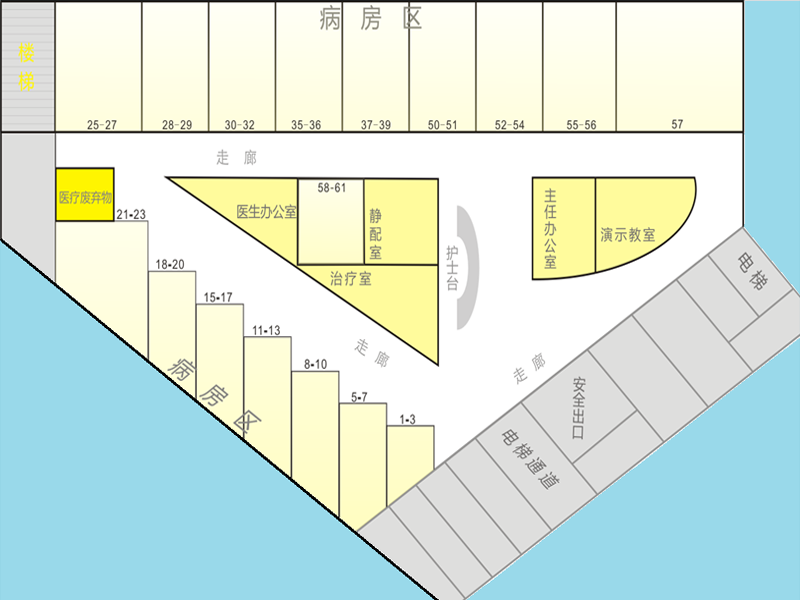 病房区
楼梯
25-27
28-29
30-32
35-36
37-39
50-51
52-54
55-56
57
走廊
医疗废弃物
58-61
医生办公室
静配室
治疗室
护士台
主任办公室
演示教室
电梯
21-23
18-20
15-17
11-13
8-10
5-7
1-3
病房区
走廊
走廊
安全出口
电梯通道